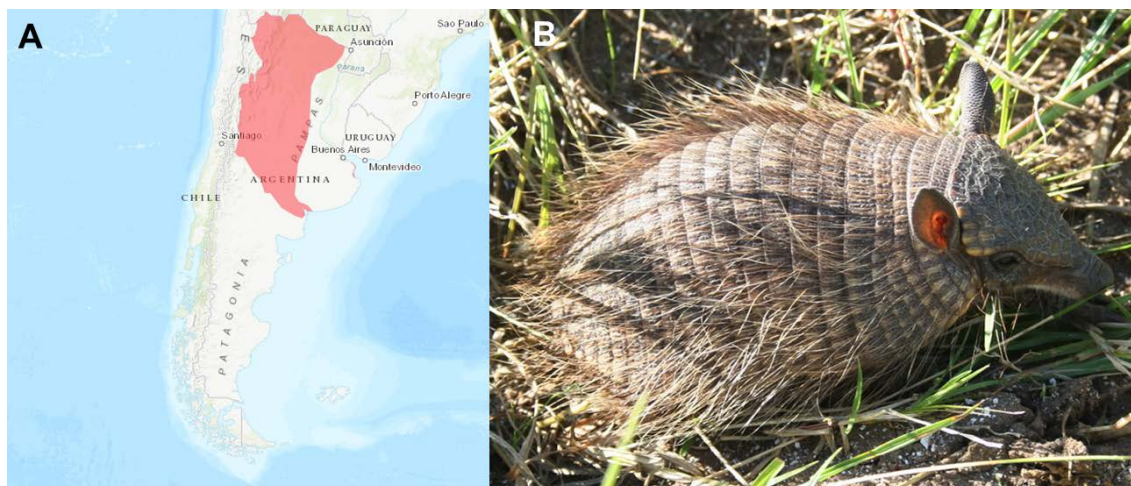 A
B
PARAGUAY
Sao Paulo
Asunción
Parana
Porto Alegre
PAMPAS
Santiago
URUGUAY
Buenos Aires
Montevideo
ARGENTINA
CHILE
PATAGONIA